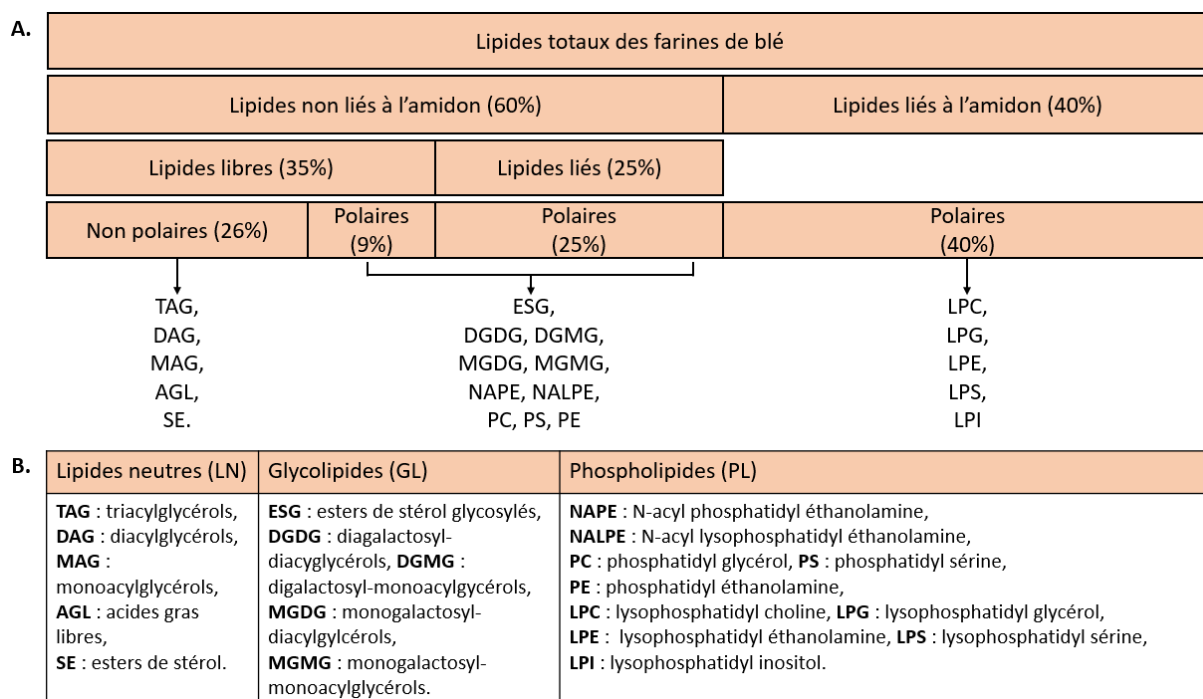 A.
Lipides totaux des farines de blé
Lipides non liés à l'amidon (60%)
Lipides liés à l'amidon (40%)
Lipides libres (35%)
Lipides liés (25%)
Non polaires (26%)
Polaires
(9%)
Polaires
(25%)
Polaires
(40%)
TAG,
DAG,
MAG,
AGL,
SE.
ESG,
DGDG, DGMG,
MGDG, MGMG,
NAPE, NALPE,
PC, PS, PE
LPC,
LPG,
LPE,
LPS,
LPI
B.
Lipides neutres (LN)
TAG : triacylglycérols,
DAG : diacylglycérols,
MAG :
monoacylglycérols,
AGL : acides gras
libres,
SE : esters de stérol.
Glycolipides (GL)
ESG : esters de stérol glycosylés,
DGDG : diagalactosyl-
diacyglycérols, DGMG :
digalactosyl-monoacylgycérols,
MGDG : monogalactosyl-
diacylgylcérols,
MGMG : monogalactosyl-
monoacylglycérols.
Phospholipides (PL)
NAPE : N-acyl phosphatidyl éthanolamine,
NALPE : N-acyl lysophosphatidyl éthanolamine,
PC : phosphatidyl glycérol, PS : phosphatidyl sérine,
PE : phosphatidyl éthanolamine,
LPC : lysophosphatidyl choline, LPG : lysophosphatidyl glycérol,
LPE : lysophosphatidyl éthanolamine, LPS : lysophosphatidyl sérine,
LPI : lysophosphatidyl inositol.